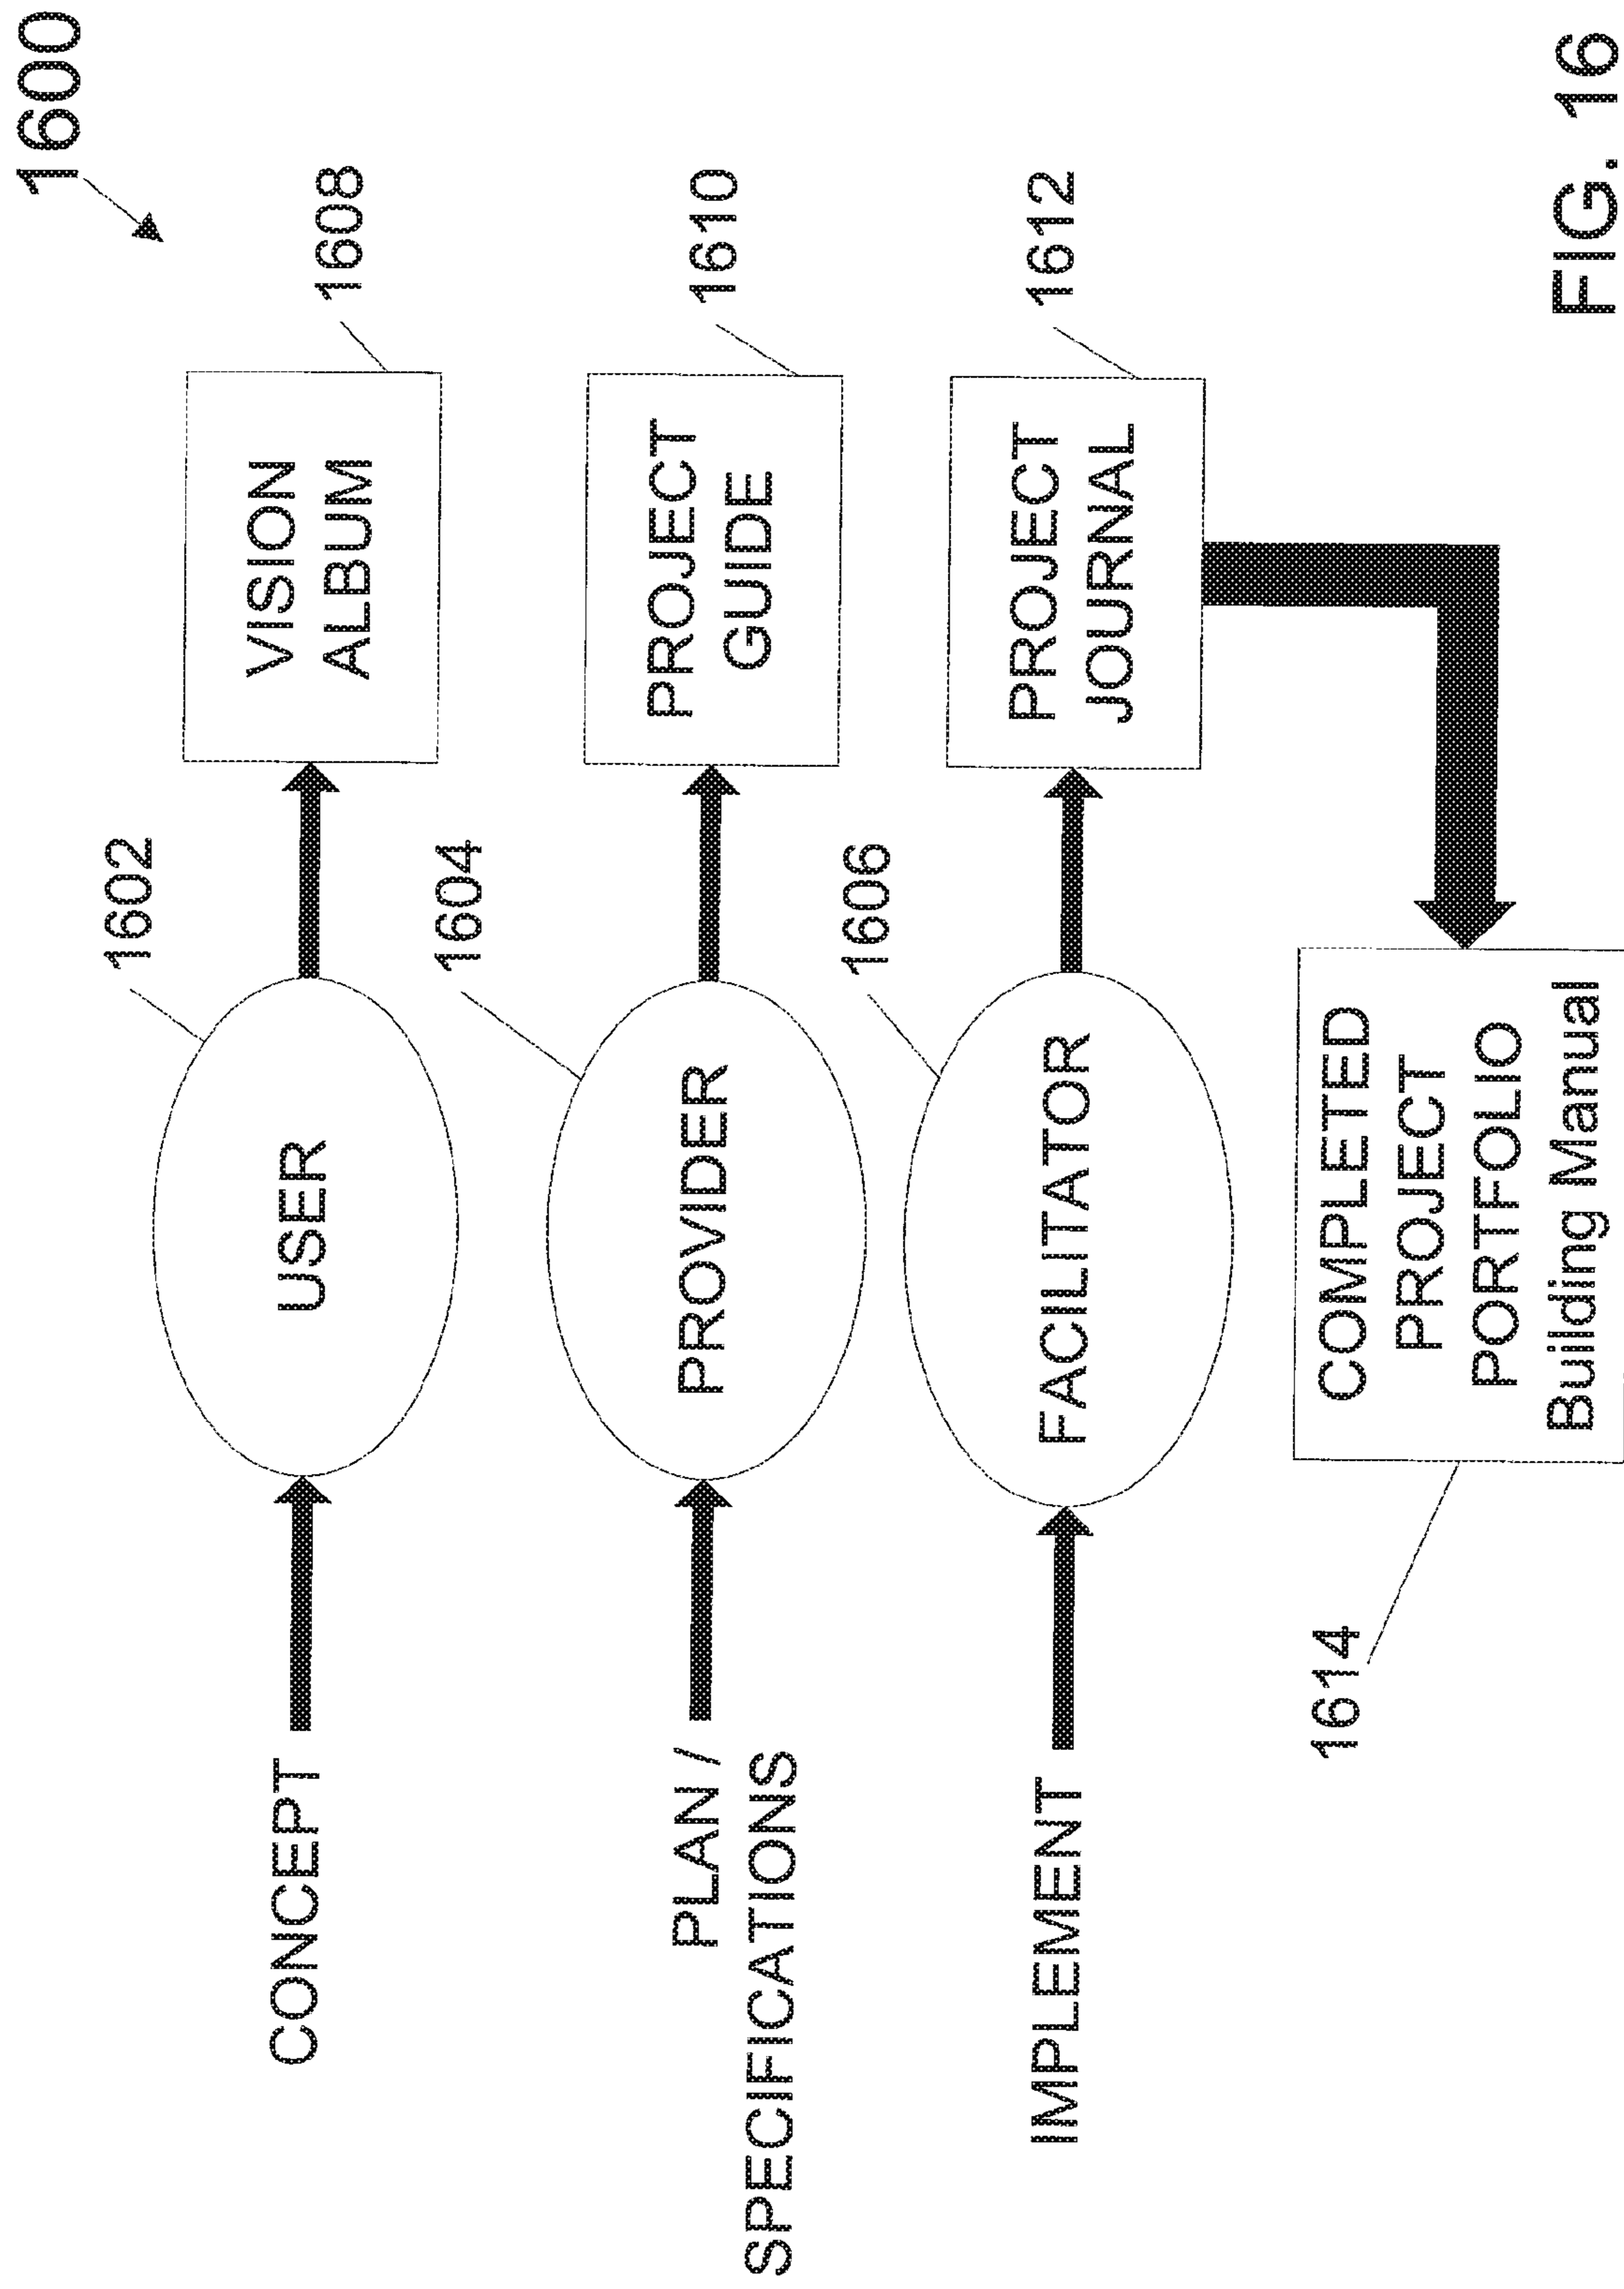 1600
1608
1602
CONCEPT
USER
VISION
ALBUM
1610
1604
PLAN /
SPECIFICATIONS
PROVIDER
PROJECT
GUIDE
1612
1606
IMPLEMENT
FACILITATOR
PROJECT
JOURNAL
1614
COMPLETED
PROJECT
PORTFOLIO
Building Manual
FIG. 16